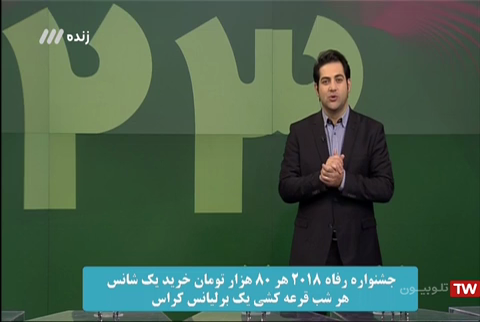 زنده
۲۳
جشنواره رفاه ۲۰۱۸ هر ۸۰ هزار تومان خرید یک شانس
هر شب قرعه کشی یک برلیانس کراس
تلوبیون TW